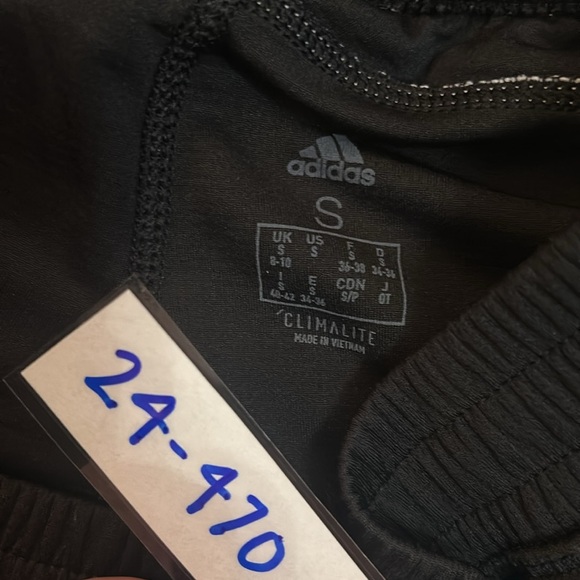 adidas
S
UK US F D
S S S S
8-10 36-38 34-36
I E CDN J
S S S/P OT
40-42 34-36
CLIMALITE
MADE IN VIETNAM
24-470